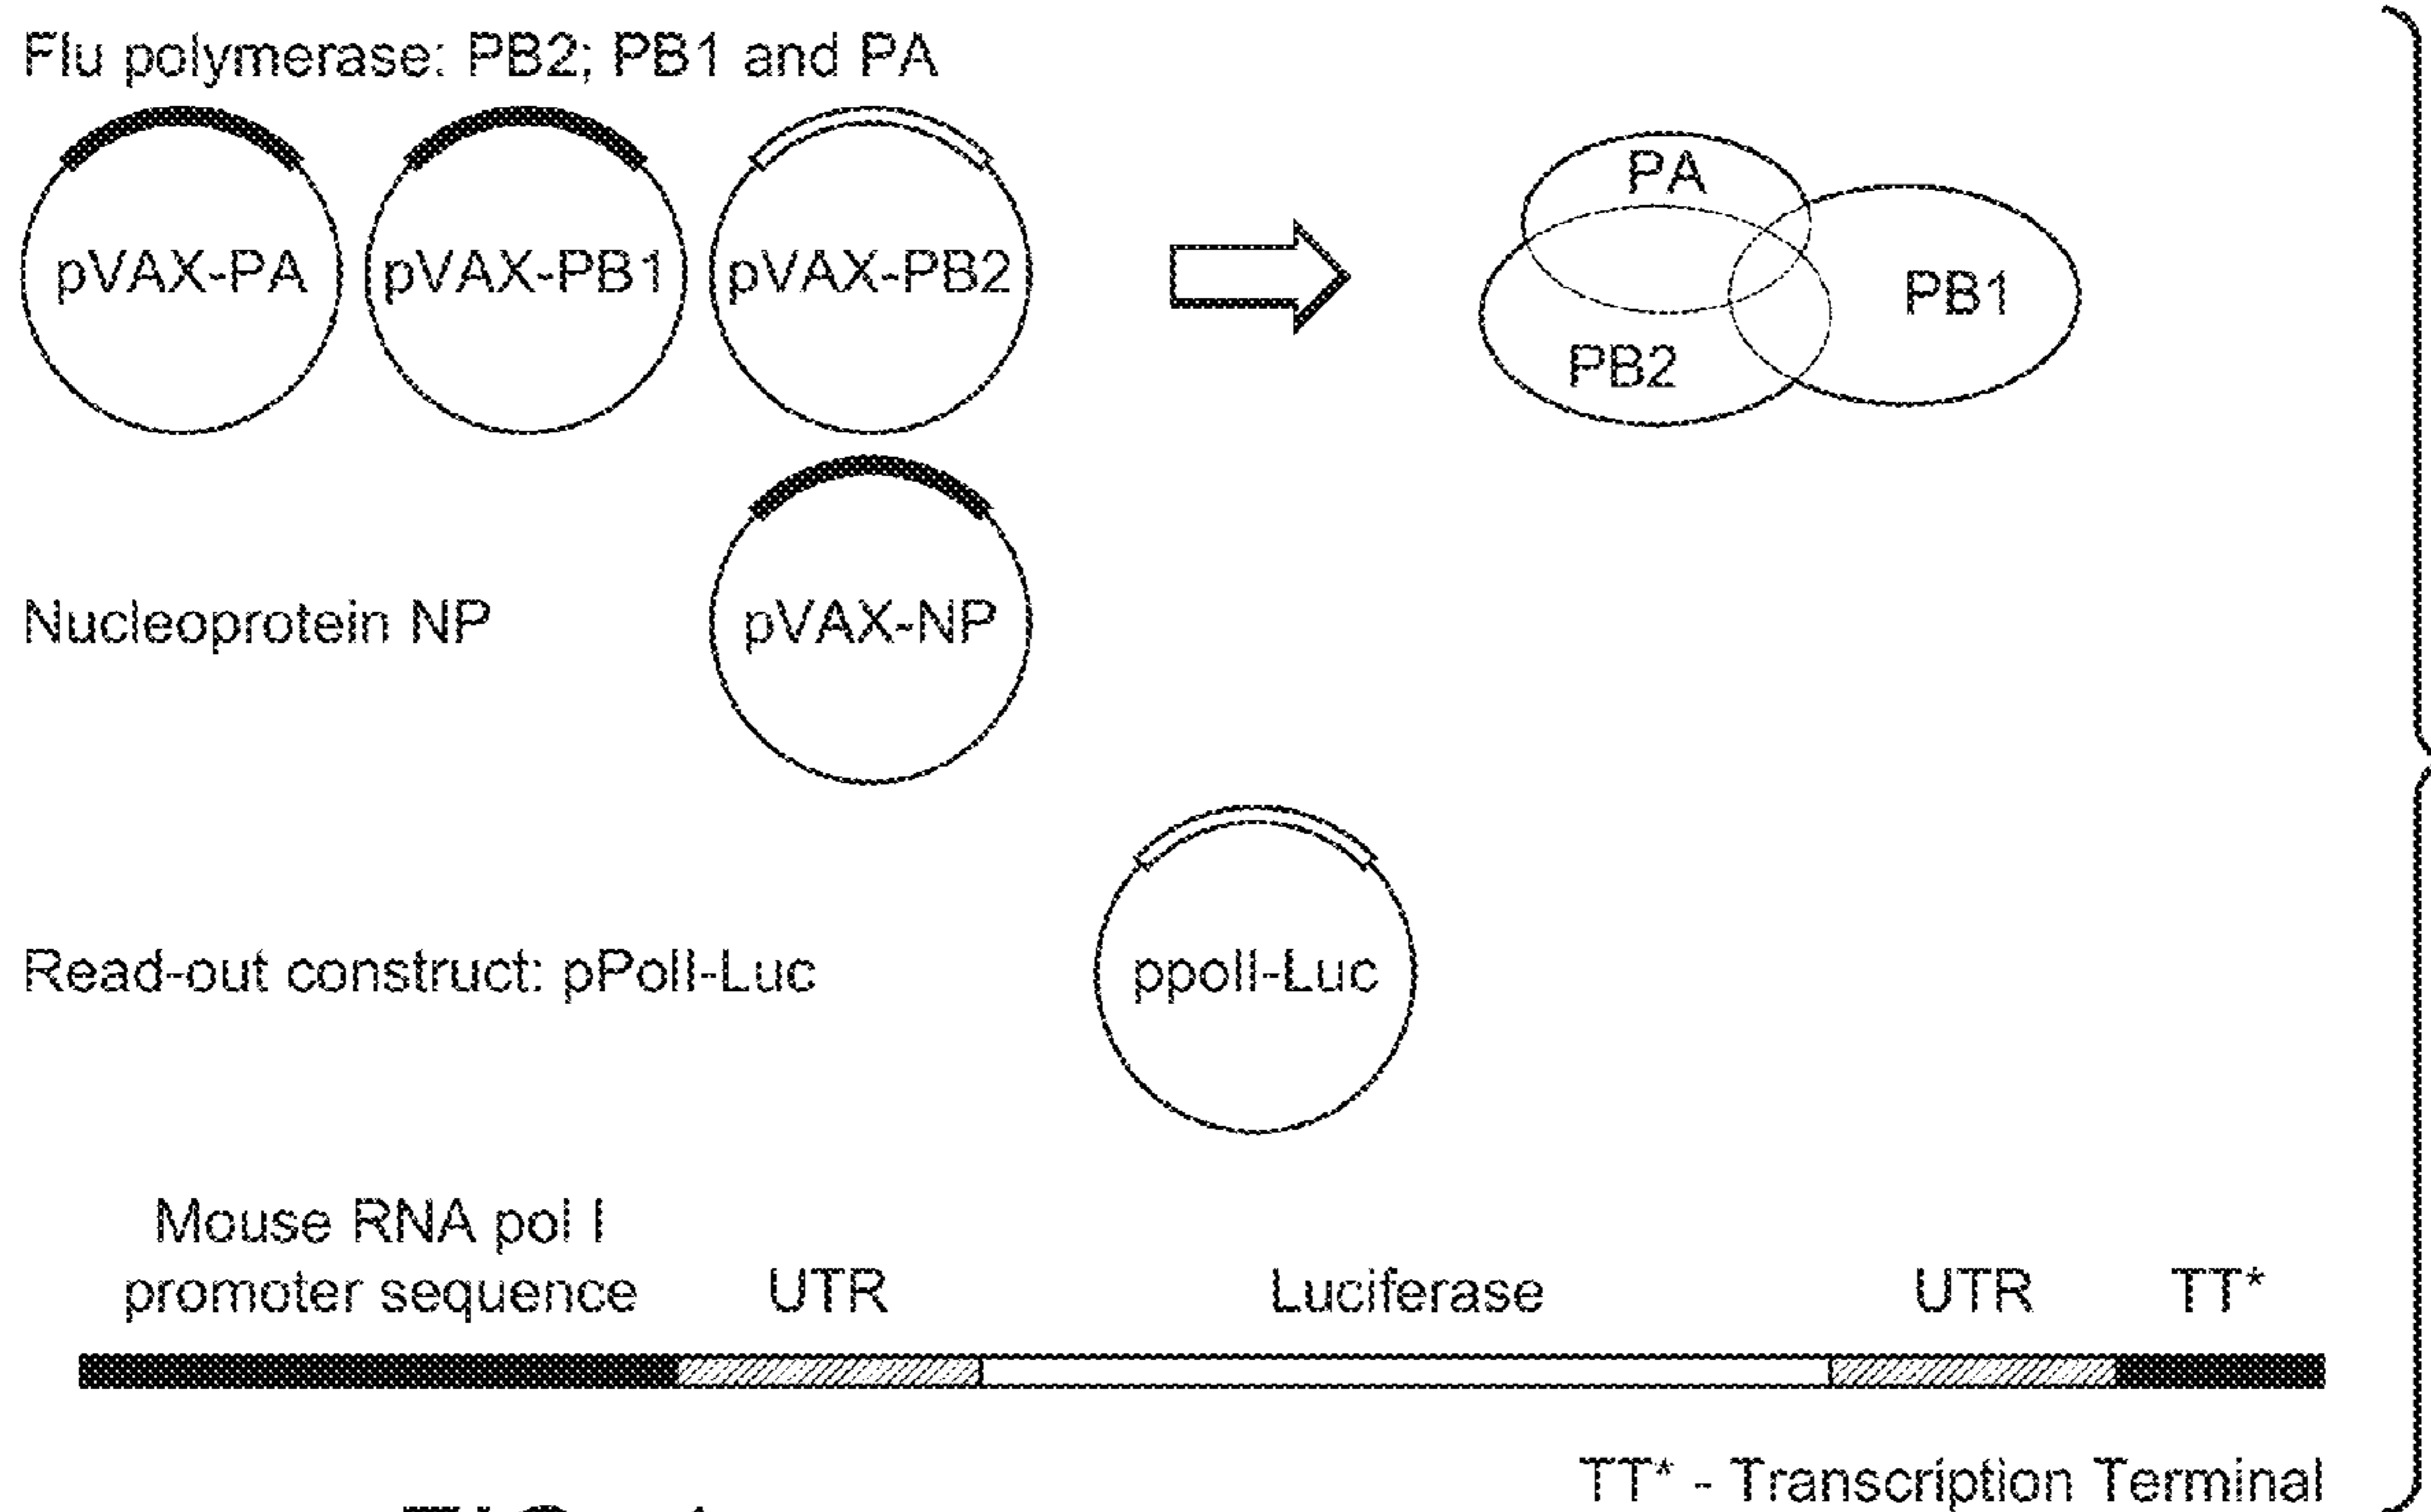 Flu polymerase: PB2; PB1 and PA
pVAX-PA
pVAX-PB1
pVAX-PB2
PA
PB1
PB2
Nucleoprotein NP
pVAX-NP
Read-out construct: pPolI-Luc
ppolI-Luc
Mouse RNA pol I
promoter sequence
UTR
Luciferase
UTR
TT*
TT* - Transcription Terminal